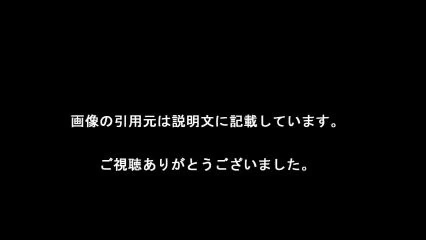 画像の引用元は説明文に記載しています。
ご視聴ありがとうございました。